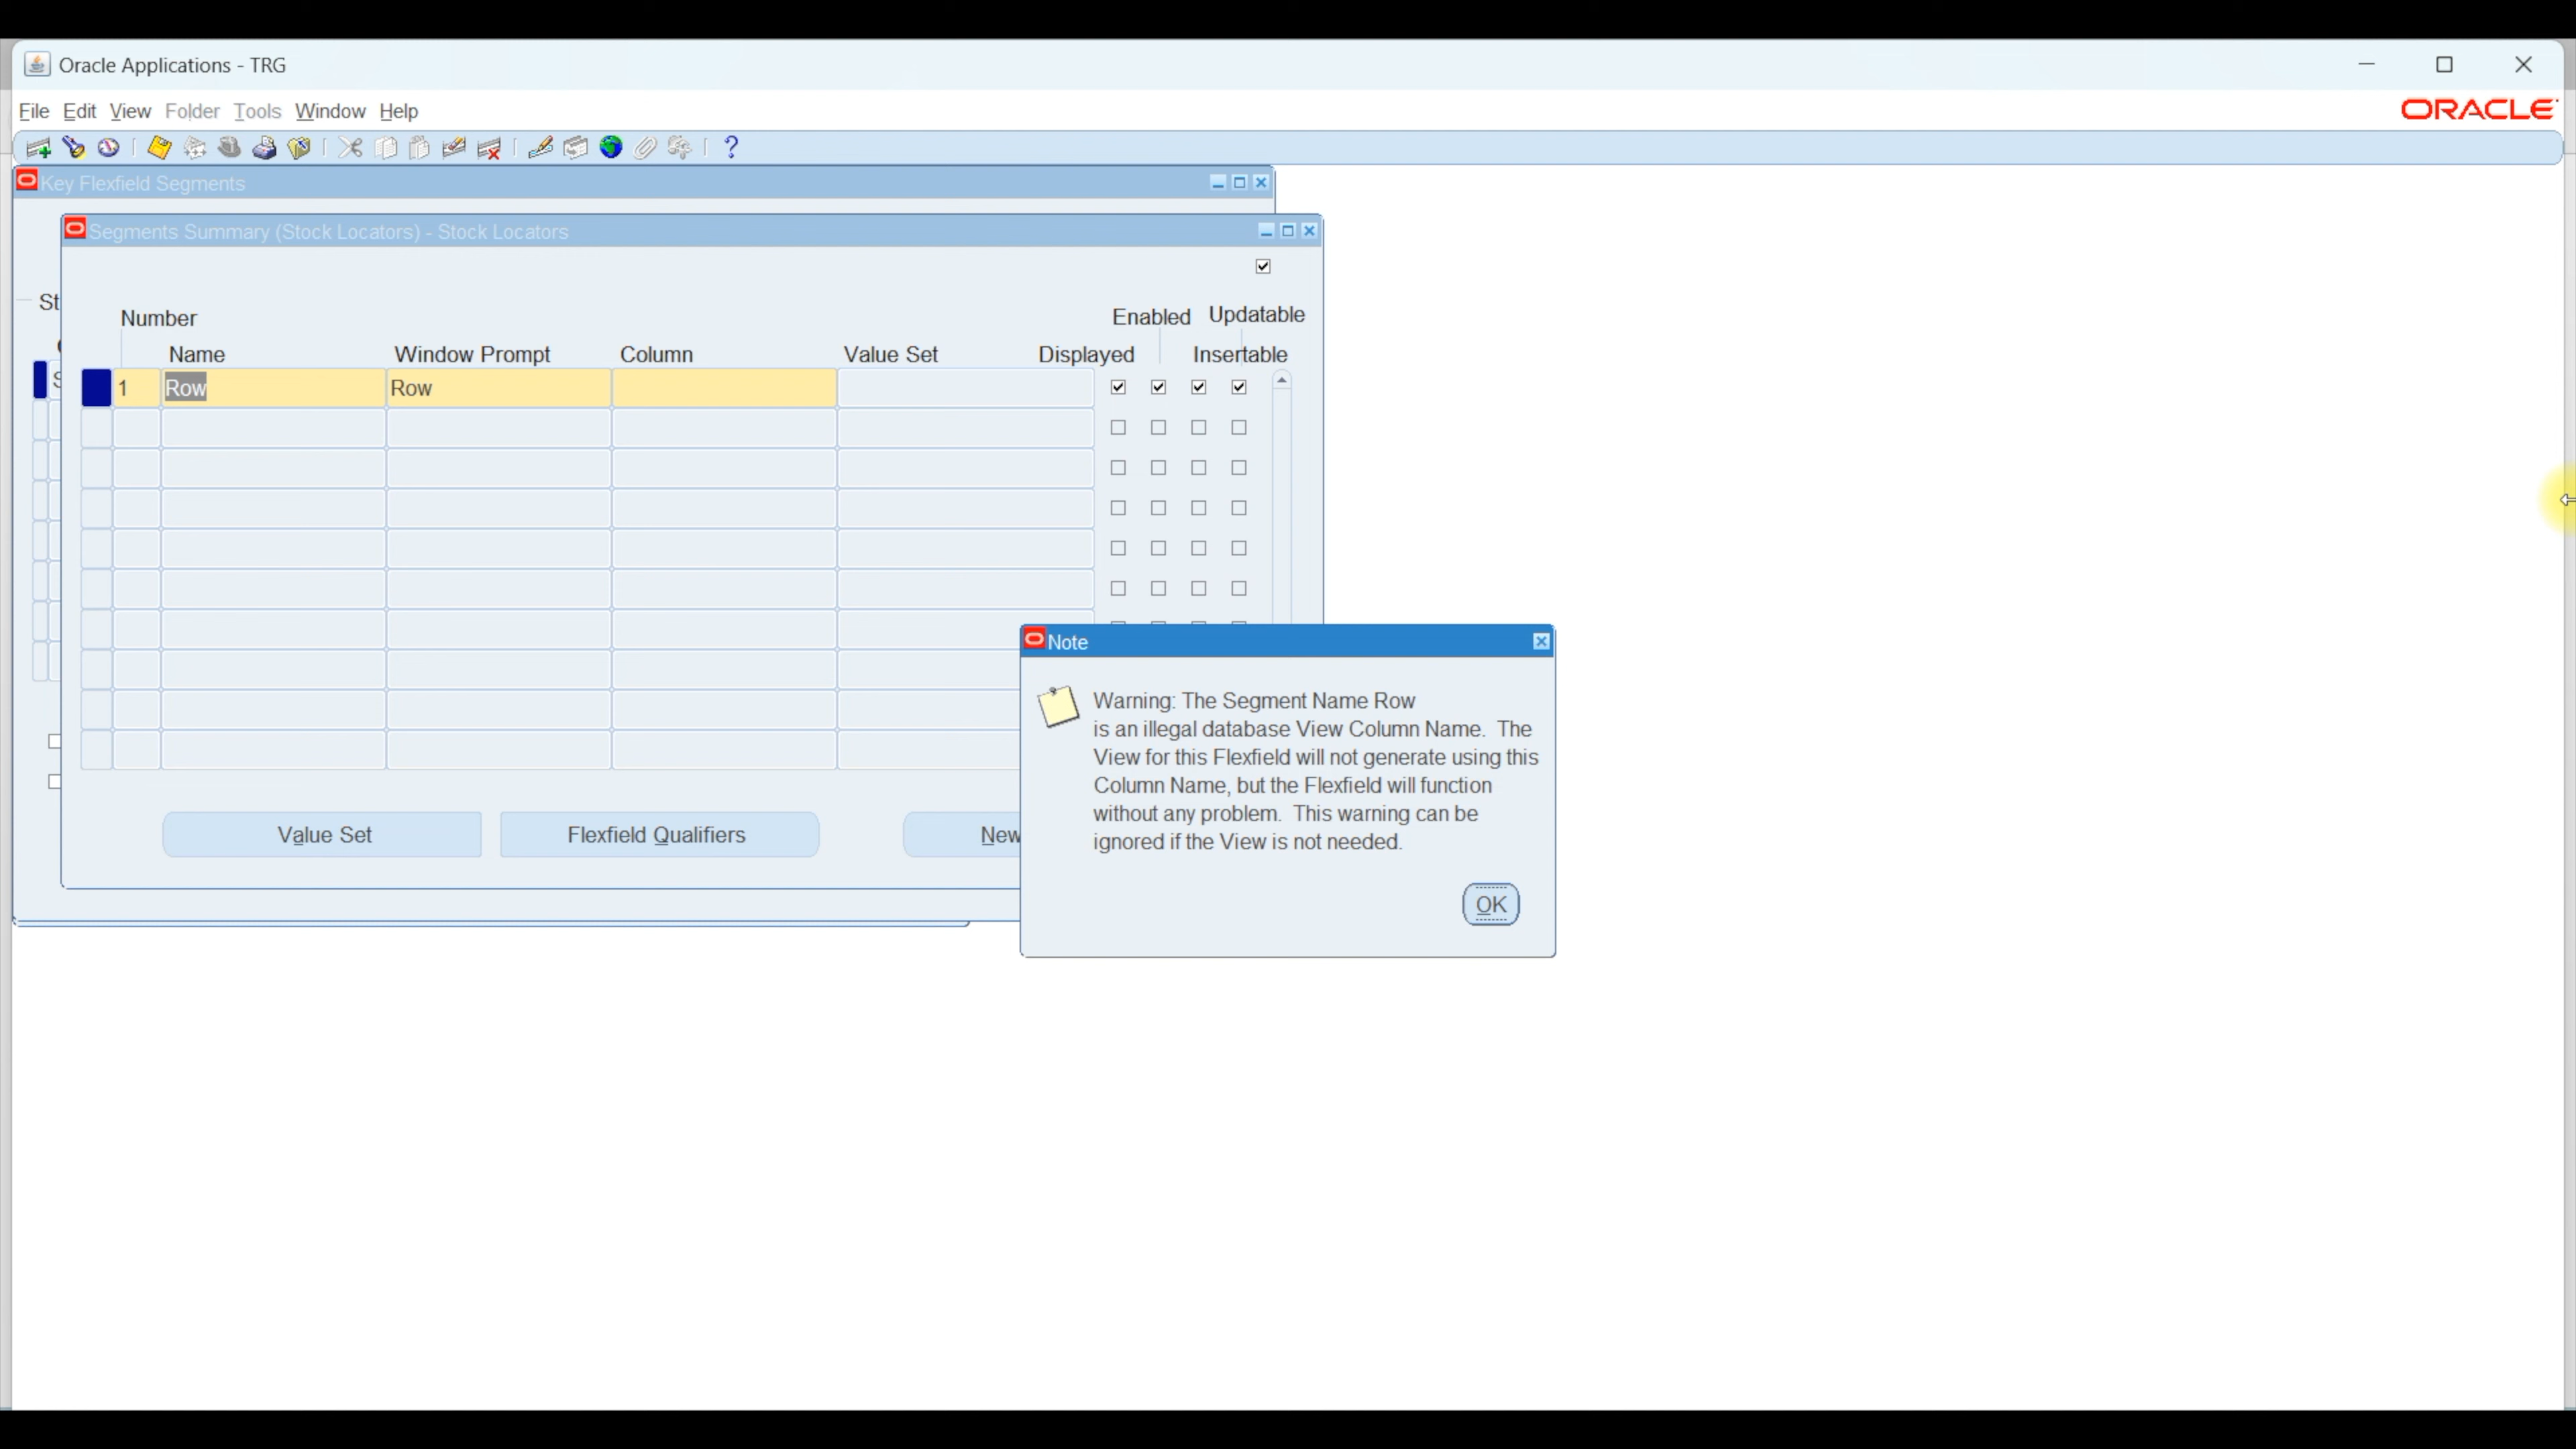 Oracle Applications - TRG
File Edit View Folder Tools Window Help
ORACLE
Key Flexfield Segments
Segments Summary (Stock Locators) - Stock Locators
St
Number
Enabled Updatable
Name Window Prompt Column Value Set Displayed Insertable
1 Row Row
Note
Warning: The Segment Name Row
is an illegal database View Column Name. The
View for this Flexfield will not generate using this
Column Name, but the Flexfield will function
without any problem. This warning can be
ignored if the View is not needed.
Value Set Flexfield Qualifiers New
OK